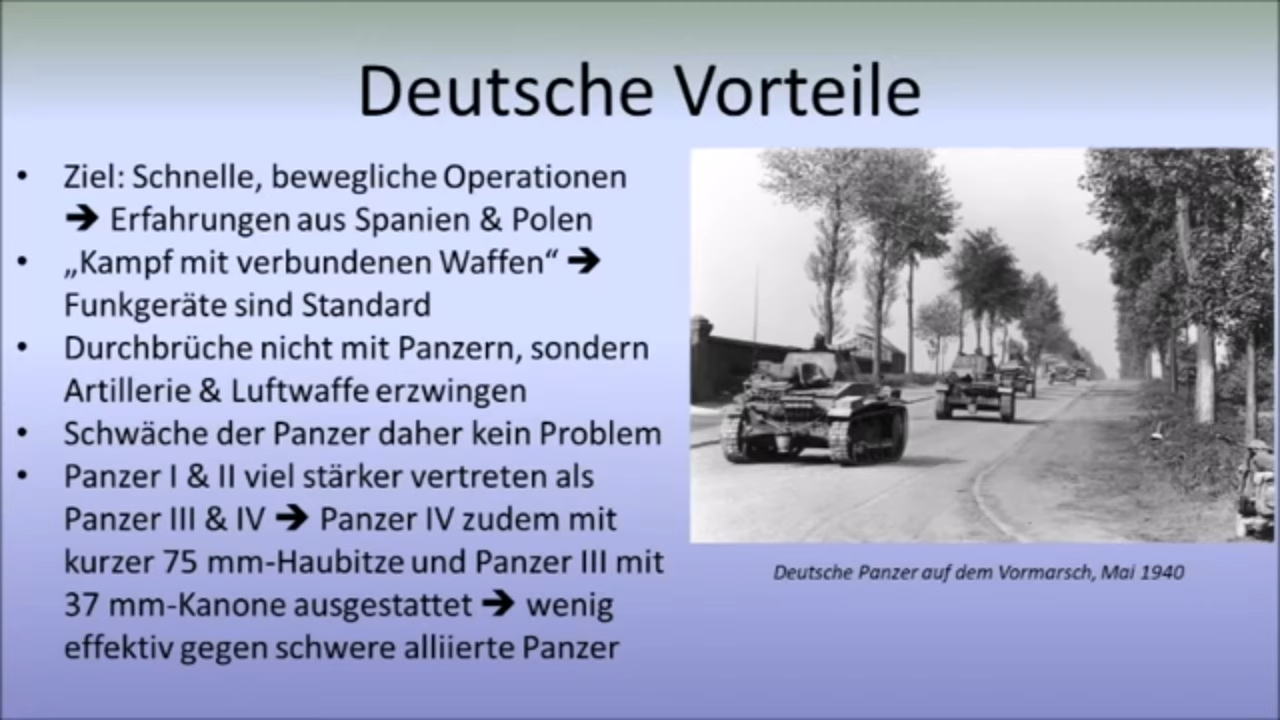 Deutsche Vorteile
• Ziel: Schnelle, bewegliche Operationen
➔ Erfahrungen aus Spanien & Polen
• „Kampf mit verbundenen Waffen“ ➔
Funkgeräte sind Standard
• Durchbrüche nicht mit Panzern, sondern
Artillerie & Luftwaffe erzwingen
• Schwäche der Panzer daher kein Problem
• Panzer I & II viel stärker vertreten als
Panzer III & IV ➔ Panzer IV zudem mit
kurzer 75 mm-Haubitze und Panzer III mit
37 mm-Kanone ausgestattet ➔ wenig
effektiv gegen schwere alliierte Panzer
Deutsche Panzer auf dem Vormarsch, Mai 1940